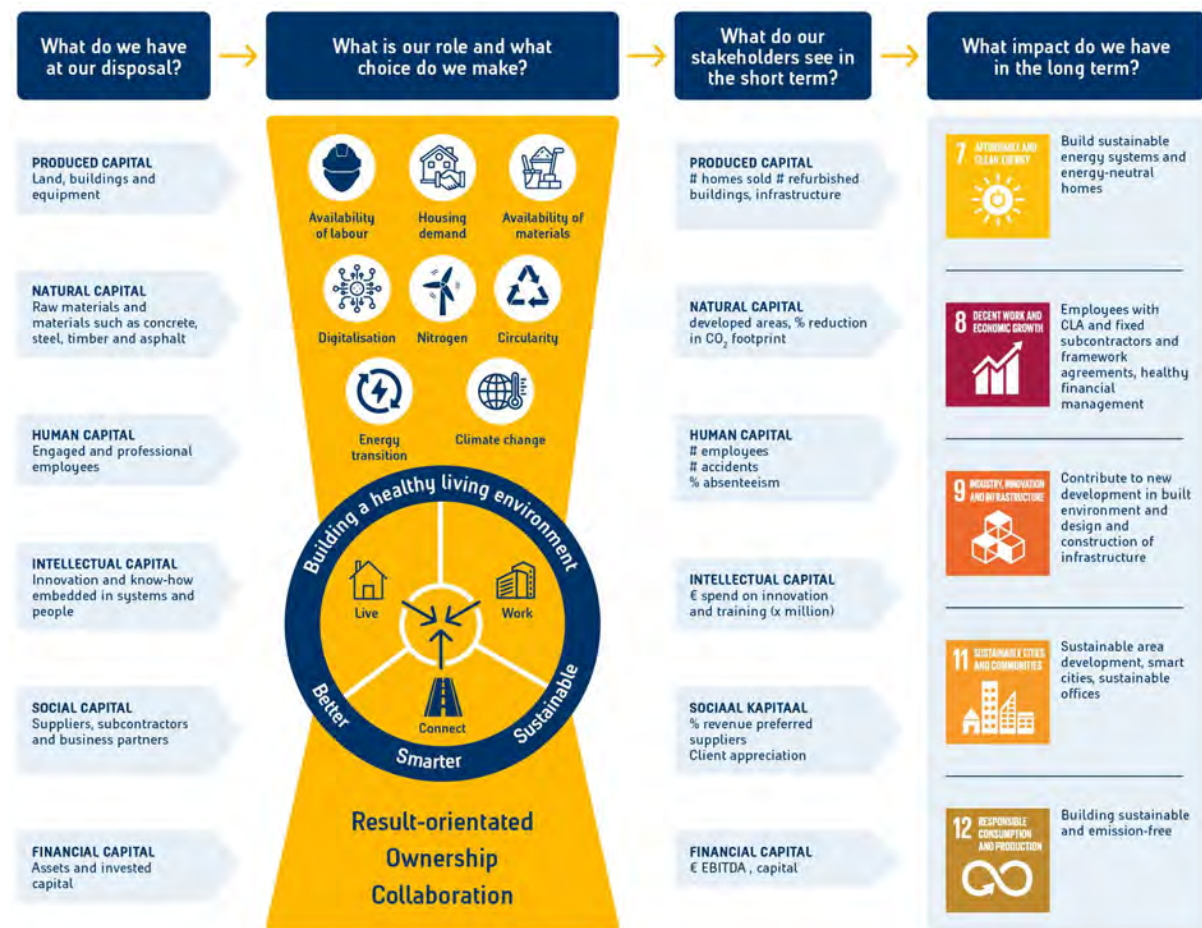 What do we have
at our disposal?
What is our role and what
choice do we make?
What do our
stakeholders see in
the short term?
What impact do we have
in the long term?
PRODUCED CAPITAL
Land, buildings and
equipment
NATURAL CAPITAL
Raw materials and
materials such as concrete,
steel, timber and asphalt
HUMAN CAPITAL
Engaged and professional
employees
INTELLECTUAL CAPITAL
Innovation and know-how
embedded in systems and
people
SOCIAL CAPITAL
Suppliers, subcontractors
and business partners
FINANCIAL CAPITAL
Assets and invested
capital
Availability
of labour
Housing
demand
Availability of
materials
Digitalisation
Nitrogen
Circularity
Energy
transition
Climate change
Building a healthy living environment
Live
Work
Connect
Better
Smarter
Sustainable
Result-orientated
Ownership
Collaboration
PRODUCED CAPITAL
# homes sold # refurbished
buildings, infrastructure
NATURAL CAPITAL
developed areas, % reduction
in CO₂ footprint
HUMAN CAPITAL
# employees
# accidents
% absenteeism
INTELLECTUAL CAPITAL
€ spend on innovation
and training (x million)
SOCIAAL KAPITAAL
% revenue preferred
suppliers
Client appreciation
FINANCIAL CAPITAL
€ EBITDA , capital
7 AFFORDABLE AND
CLEAN ENERGY
Build sustainable
energy systems and
energy-neutral
homes
8 DECENT WORK AND
ECONOMIC GROWTH
Employees with
CLA and fixed
subcontractors and
framework
agreements, healthy
financial
management
9 INDUSTRY, INNOVATION
AND INFRASTRUCTURE
Contribute to new
development in built
environment and
design and
construction of
infrastructure
11 SUSTAINABLE CITIES
AND COMMUNITIES
Sustainable area
development, smart
cities, sustainable
offices
12 RESPONSIBLE
CONSUMPTION
AND PRODUCTION
Building sustainable
and emission-free